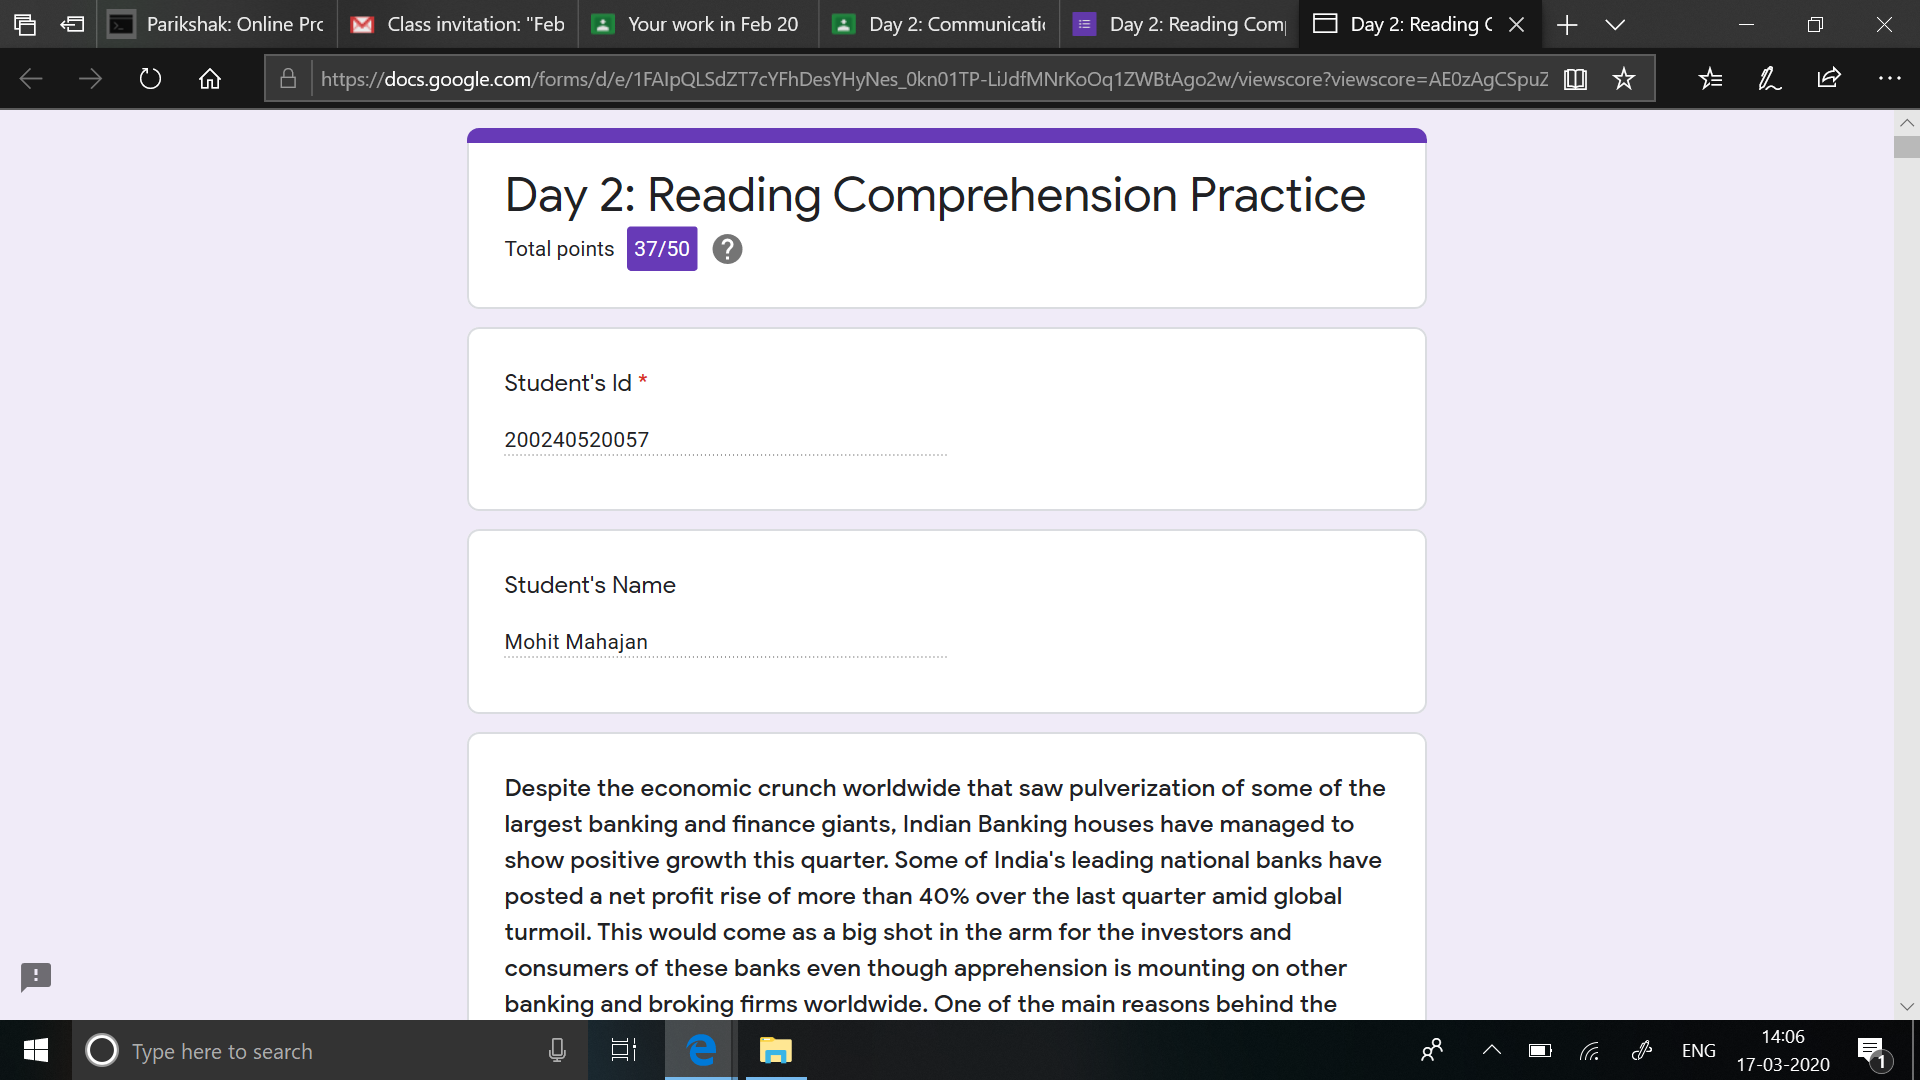 Parikshak: Online Prc
Class invitation: "Feb
Your work in Feb 20
Day 2: Communicatic
Day 2: Reading Com
Day 2: Reading C
https://docs.google.com/forms/d/e/1FAIpQLSdZT7cYFhDesYHyNes_0kn01TP-LiJdfMNrKoOq1ZWBtAgo2w/viewscore?viewscore=AE0zAgCSpuZ
Day 2: Reading Comprehension Practice
Total points 37/50
Student's Id *
200240520057
Student's Name
Mohit Mahajan
Despite the economic crunch worldwide that saw pulverization of some of the
largest banking and finance giants, Indian Banking houses have managed to
show positive growth this quarter. Some of India's leading national banks have
posted a net profit rise of more than 40% over the last quarter amid global
turmoil. This would come as a big shot in the arm for the investors and
consumers of these banks even though apprehension is mounting on other
banking and broking firms worldwide. One of the main reasons behind the
Type here to search
ENG
14:06
17-03-2020
1